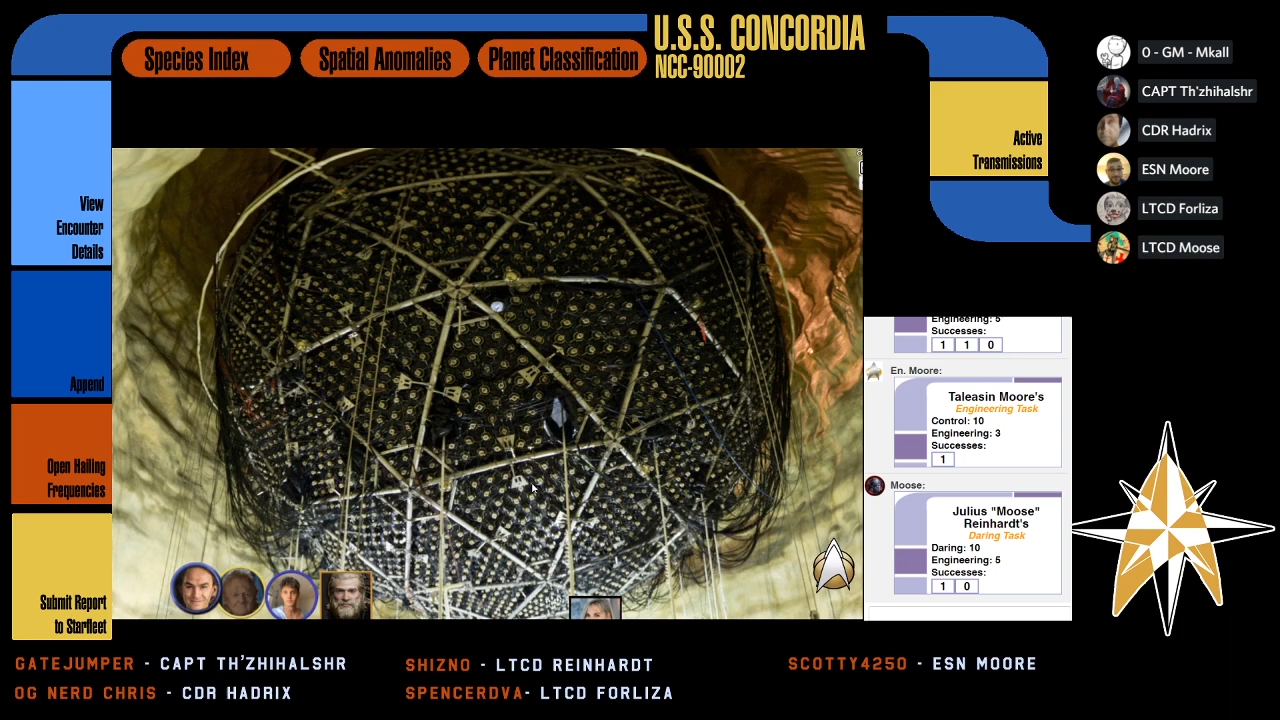 U.S.S. CONCORDIA
NCC-90002
Species Index
Spatial Anomalies
Planet Classification
View
Encounter
Details
Append
Open Hailing
Frequencies
Submit Report
to Starfleet
Active
Transmissions
0 - GM - Mkall
CAPT Th'zhihalshr
CDR Hadrix
ESN Moore
LTCD Forliza
LTCD Moose
Engineering: 5
Successes:
1 1 0
En. Moore:
Taleasin Moore's
Engineering Task
Control: 10
Engineering: 3
Successes:
1
Moose:
Julius "Moose"
Reinhardt's
Daring Task
Daring: 10
Engineering: 5
Successes:
1 0
GATEJUMPER - CAPT TH'ZHIHALSHR
SHIZNO - LTCD REINHARDT
SCOTTY4250 - ESN MOORE
OG NERD CHRIS - CDR HADRIX
SPENCERDVA- LTCD FORLIZA